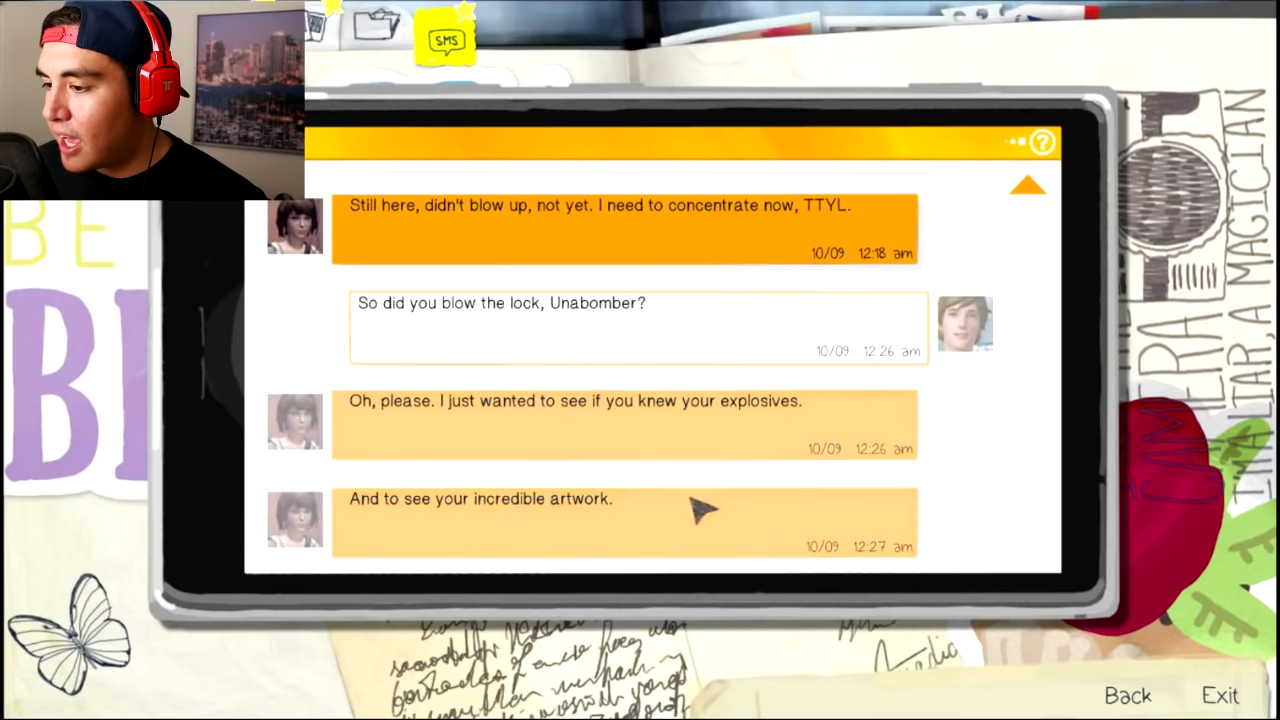 SMS
BE
Still here, didn't blow up, not yet. I need to concentrate now, TTYL.
10/09 12:18 am
So did you blow the lock, Unabomber?
10/09 12:26 am
Oh, please. I just wanted to see if you knew your explosives.
10/09 12:26 am
And to see your incredible artwork.
10/09 12:27 am
I'M A LIAR, A MAGICIAN
Back Exit